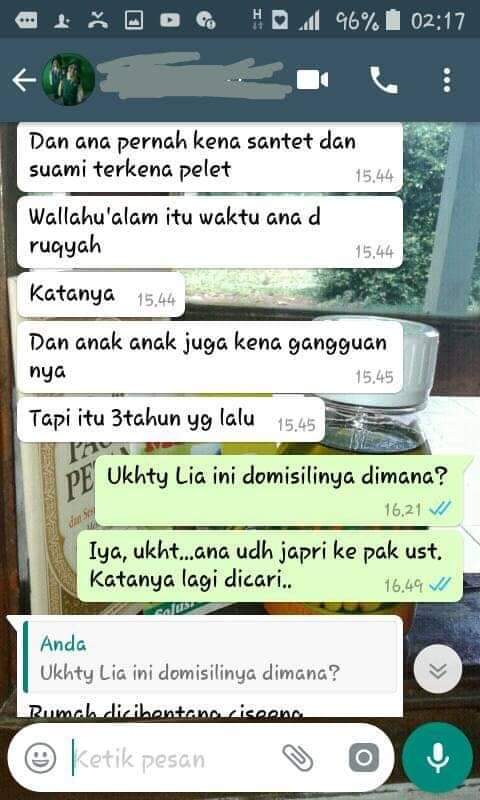 H
96%
02:17
Dan ana pernah kena santet dan
suami terkena pelet
15.44
Wallahu'alam itu waktu ana d
ruqyah
15.44
Katanya
15.44
Dan anak anak juga kena gangguan
nya
15.45
Tapi itu 3tahun yg lalu
15.45
Ukhty Lia ini domisilinya dimana?
16.21
Iya, ukht...ana udh japri ke pak ust.
Katanya lagi dicari..
16.49
Anda
Ukhty Lia ini domisilinya dimana?
Rumah dicibentang ciseeng
Ketik pesan